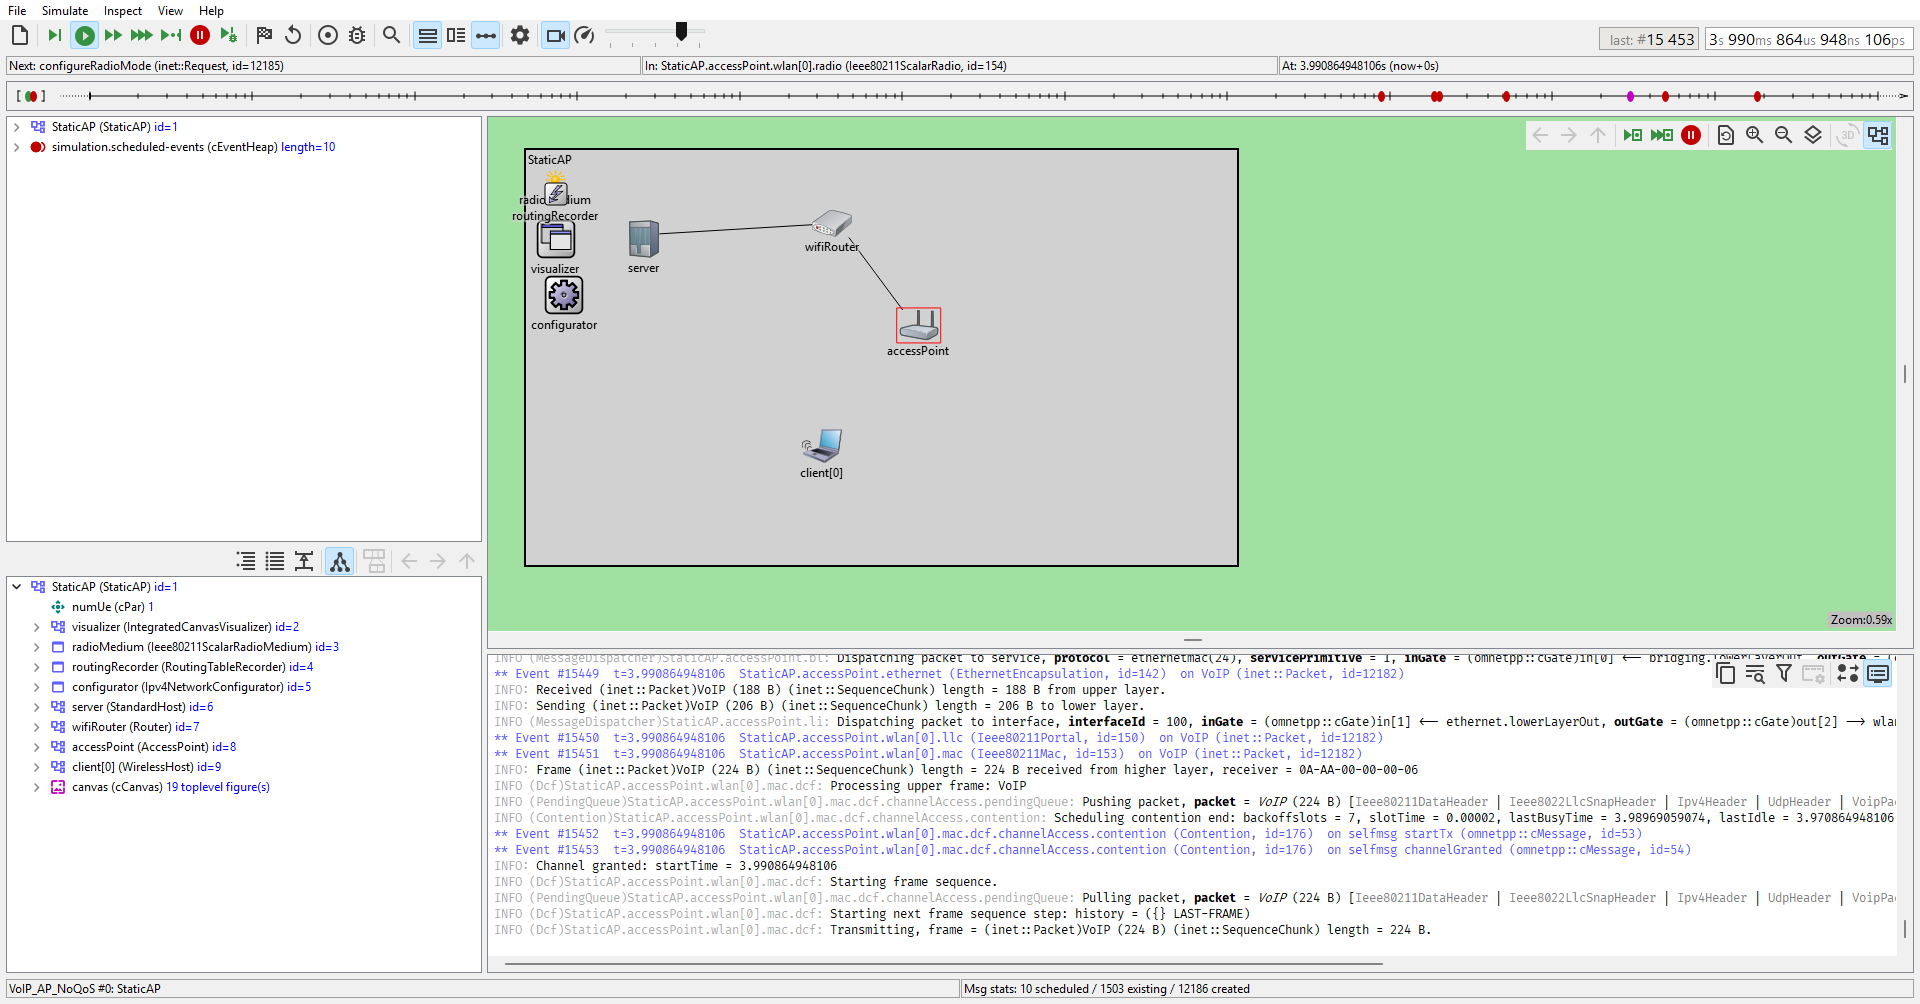 File Simulate Inspect View Help
last: #15 453 3s 990ms 864us 948ns 106ps
Next: configureRadioMode (inet::Request, id=12185) In: StaticAP.accessPoint.wlan[0].radio (Ieee80211ScalarRadio, id=154) At: 3.990864948106s (now+0s)
StaticAP (StaticAP) id=1
simulation.scheduled-events (cEventHeap) length=10
3D
StaticAP
routingRecorder
visualizer
configurator
server
wifiRouter
accessPoint
client[0]
Zoom:0.59x
StaticAP (StaticAP) id=1
numUe (cPar) 1
visualizer (IntegratedCanvasVisualizer) id=2
radioMedium (Ieee80211ScalarRadioMedium) id=3
routingRecorder (RoutingTableRecorder) id=4
configurator (Ipv4NetworkConfigurator) id=5
server (StandardHost) id=6
wifiRouter (Router) id=7
accessPoint (AccessPoint) id=8
client[0] (WirelessHost) id=9
canvas (cCanvas) 19 toplevel figure(s)
INFO (MessageDispatcher)StaticAP.accessPoint.bl: Dispatching packet to service, protocol = ethernetmac(24), servicePrimitive = 1, inGate = (omnetpp::cGate)in[0] <-- bridging.lowerLayerOut, outGate =
** Event #15449 t=3.990864948106 StaticAP.accessPoint.ethernet (EthernetEncapsulation, id=142) on VoIP (inet::Packet, id=12182)
INFO: Received (inet::Packet)VoIP (188 B) (inet::SequenceChunk) length = 188 B from upper layer.
INFO: Sending (inet::Packet)VoIP (206 B) (inet::SequenceChunk) length = 206 B to lower layer.
INFO (MessageDispatcher)StaticAP.accessPoint.li: Dispatching packet to interface, interfaceId = 100, inGate = (omnetpp::cGate)in[1] <-- ethernet.lowerLayerOut, outGate = (omnetpp::cGate)out[2] --> wlan
** Event #15450 t=3.990864948106 StaticAP.accessPoint.wlan[0].llc (Ieee80211Portal, id=150) on VoIP (inet::Packet, id=12182)
** Event #15451 t=3.990864948106 StaticAP.accessPoint.wlan[0].mac (Ieee80211Mac, id=153) on VoIP (inet::Packet, id=12182)
INFO: Frame (inet::Packet)VoIP (224 B) (inet::SequenceChunk) length = 224 B received from higher layer, receiver = 0A-AA-00-00-00-06
INFO (Dcf)StaticAP.accessPoint.wlan[0].mac.dcf: Processing upper frame: VoIP
INFO (PendingQueue)StaticAP.accessPoint.wlan[0].mac.dcf.channelAccess.pendingQueue: Pushing packet, packet = VoIP (224 B) [Ieee80211DataHeader | Ieee8022LlcSnapHeader | Ipv4Header | UdpHeader | VoipPa
INFO (Contention)StaticAP.accessPoint.wlan[0].mac.dcf.channelAccess.contention: Scheduling contention end: backoffslots = 7, slotTime = 0.00002, lastBusyTime = 3.98969059074, lastIdle = 3.970864948106
** Event #15452 t=3.990864948106 StaticAP.accessPoint.wlan[0].mac.dcf.channelAccess.contention (Contention, id=176) on selfmsg startTx (omnetpp::cMessage, id=53)
** Event #15453 t=3.990864948106 StaticAP.accessPoint.wlan[0].mac.dcf.channelAccess.contention (Contention, id=176) on selfmsg channelGranted (omnetpp::cMessage, id=54)
INFO: Channel granted: startTime = 3.990864948106
INFO (Dcf)StaticAP.accessPoint.wlan[0].mac.dcf: Starting frame sequence.
INFO (PendingQueue)StaticAP.accessPoint.wlan[0].mac.dcf.channelAccess.pendingQueue: Pulling packet, packet = VoIP (224 B) [Ieee80211DataHeader | Ieee8022LlcSnapHeader | Ipv4Header | UdpHeader | VoipPa
INFO (Dcf)StaticAP.accessPoint.wlan[0].mac.dcf: Starting next frame sequence step: history = ({} LAST-FRAME)
INFO (Dcf)StaticAP.accessPoint.wlan[0].mac.dcf: Transmitting, frame = (inet::Packet)VoIP (224 B) (inet::SequenceChunk) length = 224 B.
VoIP_AP_NoQoS #0: StaticAP Msg stats: 10 scheduled / 1503 existing / 12186 created